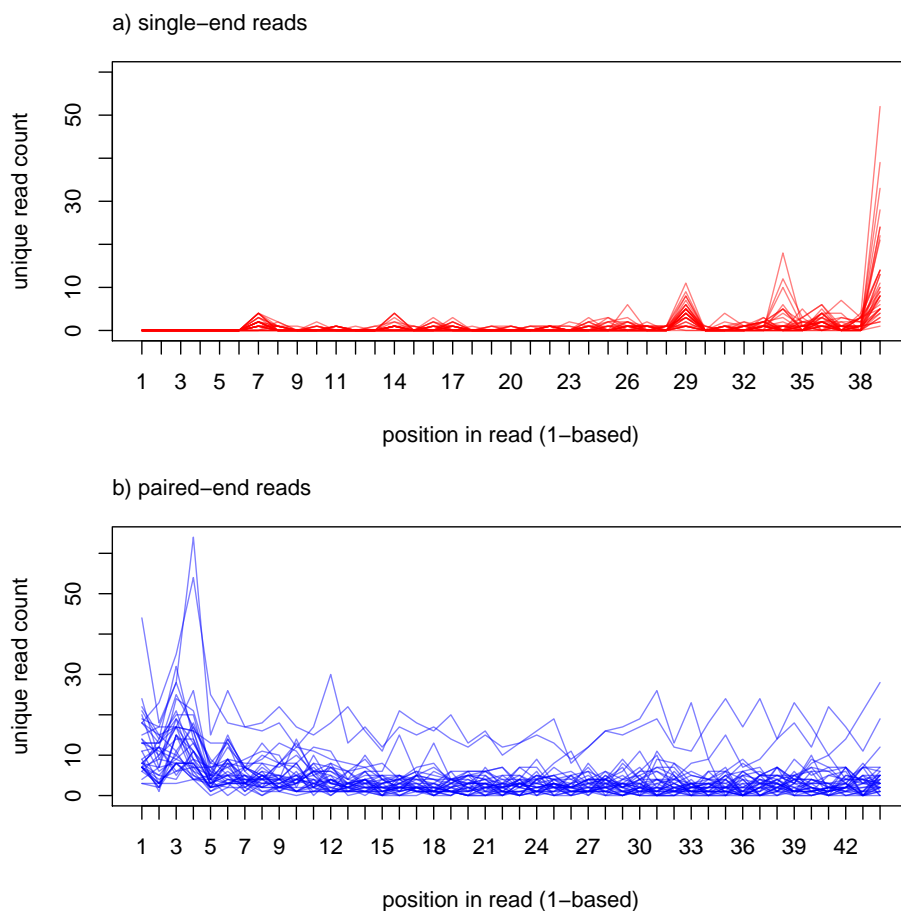 a) single−end reads
unique read count
0 10 30 50
1 3 5 7 9 11 14 17 20 23 26 29 32 35 38
position in read (1−based)
b) paired−end reads
unique read count
0 10 30 50
1 3 5 7 9 12 15 18 21 24 27 30 33 36 39 42
position in read (1−based)